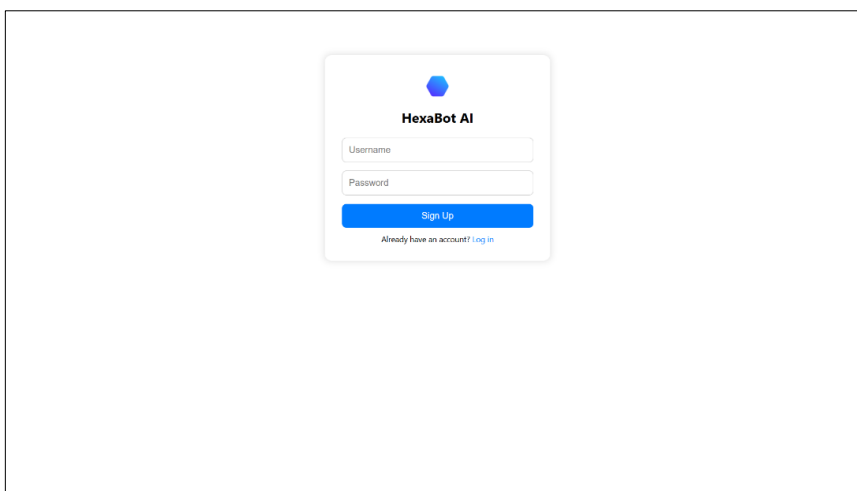 HexaBot AI
Username
Password
Sign Up
Already have an account? Log in